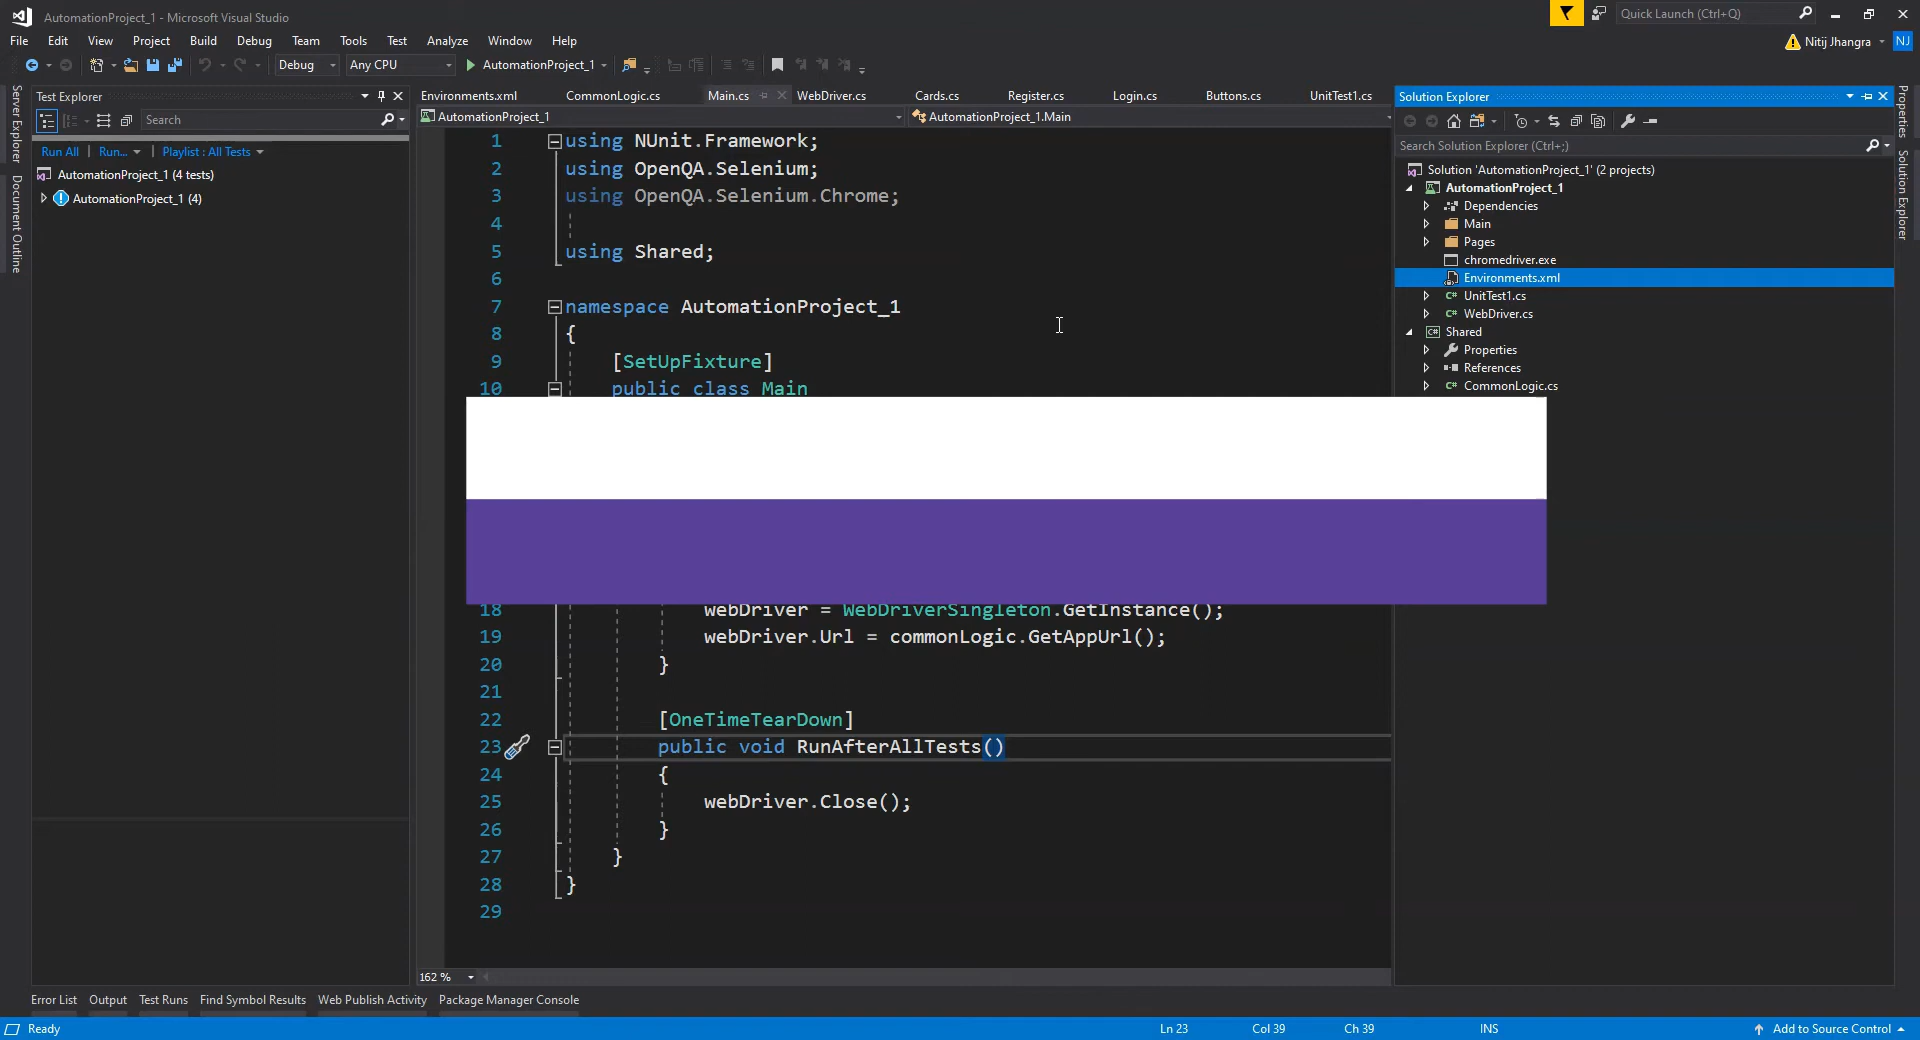 AutomationProject_1 - Microsoft Visual Studio
Quick Launch (Ctrl+Q)
File Edit View Project Build Debug Team Tools Test Analyze Window Help
Nitij Jhangra NJ
Debug Any CPU AutomationProject_1
Server Explorer
Document Outline
Test Explorer
Search
Run All Run... Playlist : All Tests
AutomationProject_1 (4 tests)
AutomationProject_1 (4)
Environments.xml CommonLogic.cs Main.cs WebDriver.cs Cards.cs Register.cs Login.cs Buttons.cs UnitTest1.cs
AutomationProject_1 AutomationProject_1.Main
1 using NUnit.Framework;
2 using OpenQA.Selenium;
3 using OpenQA.Selenium.Chrome;
4
5 using Shared;
6
7 namespace AutomationProject_1
8 {
9 [SetUpFixture]
10 public class Main
18 webDriver = WebDriverSingleton.GetInstance();
19 webDriver.Url = commonLogic.GetAppUrl();
20 }
21
22 [OneTimeTearDown]
23 public void RunAfterAllTests()
24 {
25 webDriver.Close();
26 }
27 }
28 }
29
162 %
Solution Explorer
Search Solution Explorer (Ctrl+;)
Solution 'AutomationProject_1' (2 projects)
AutomationProject_1
Dependencies
Main
Pages
chromedriver.exe
Environments.xml
UnitTest1.cs
WebDriver.cs
Shared
Properties
References
CommonLogic.cs
Properties
Solution Explorer
Error List Output Test Runs Find Symbol Results Web Publish Activity Package Manager Console
Ready Ln 23 Col 39 Ch 39 INS Add to Source Control